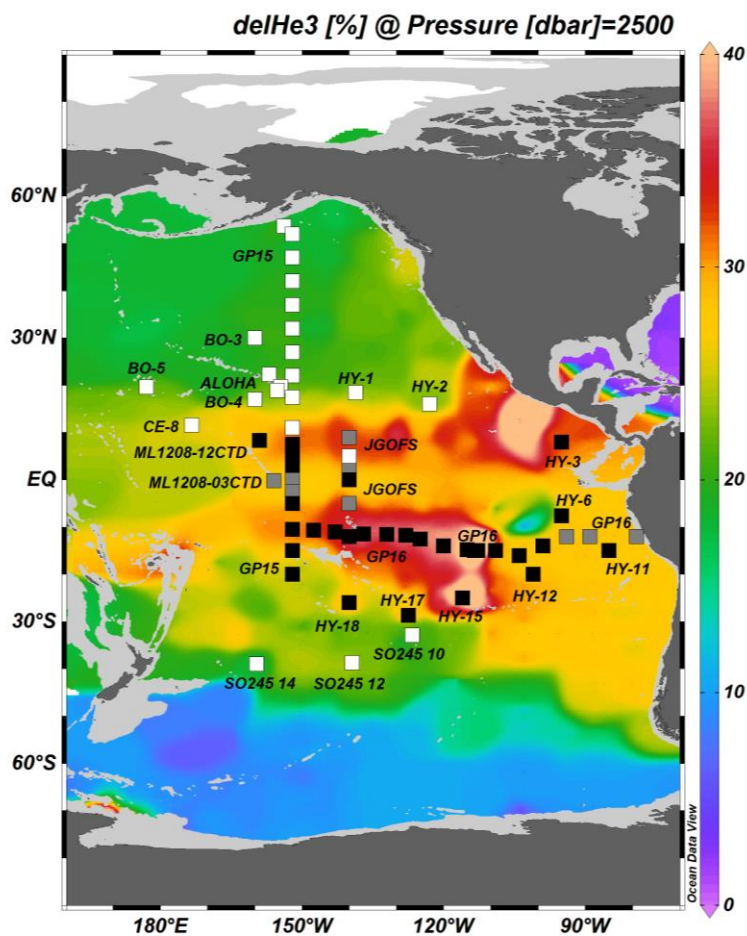 delHe3 [%] @ Pressure [dbar]=2500
40
60°N
GP15
30
30°N
BO-3
BO-5
ALOHA
HY-1
HY-2
BO-4
CE-8
ML1208-12CTD
JGOFS
HY-3
20
EQ
ML1208-03CTD
JGOFS
HY-6
GP16
GP16
GP16
GP15
HY-11
HY-12
30°S
HY-17
HY-15
HY-18
SO245 10
SO245 14
SO245 12
10
60°S
Ocean Data View
0
180°E
150°W
120°W
90°W